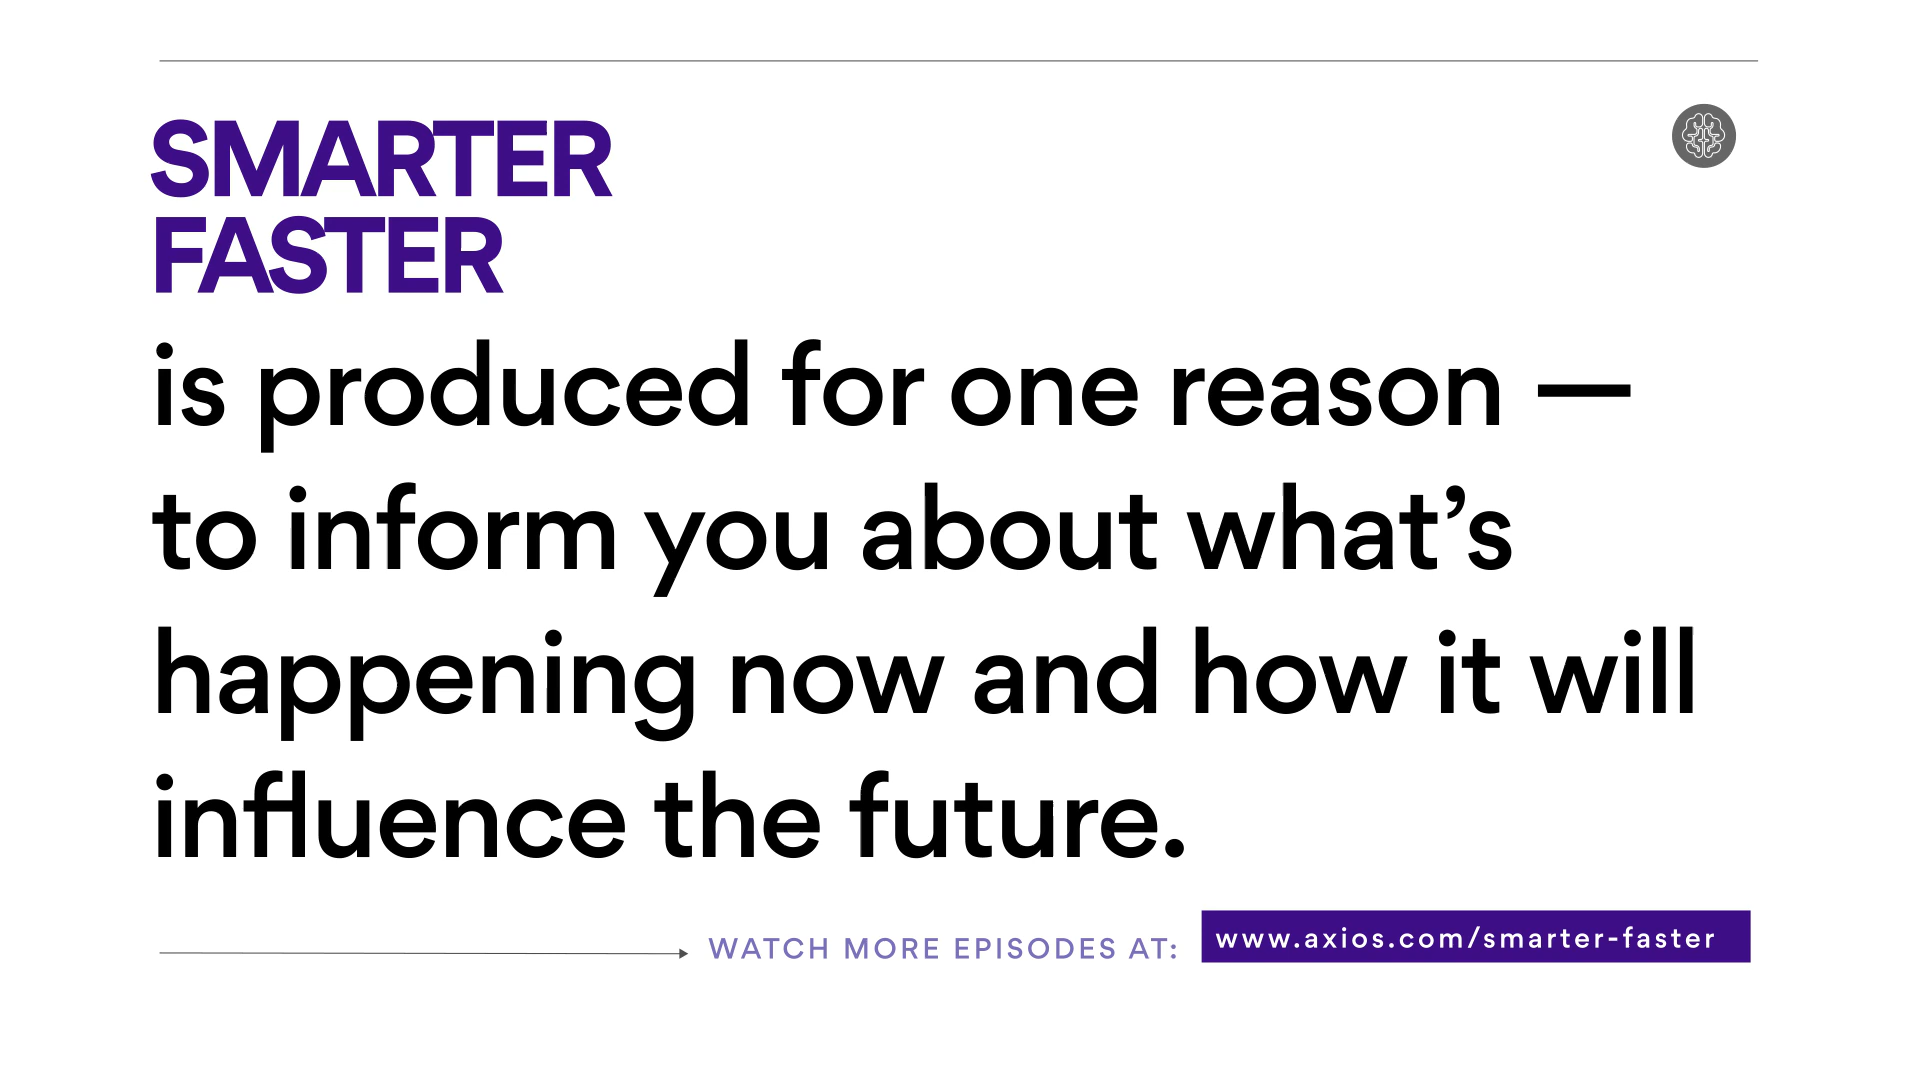 SMARTER
FASTER
is produced for one reason —
to inform you about what’s
happening now and how it will
influence the future.
WATCH MORE EPISODES AT: www.axios.com/smarter-faster